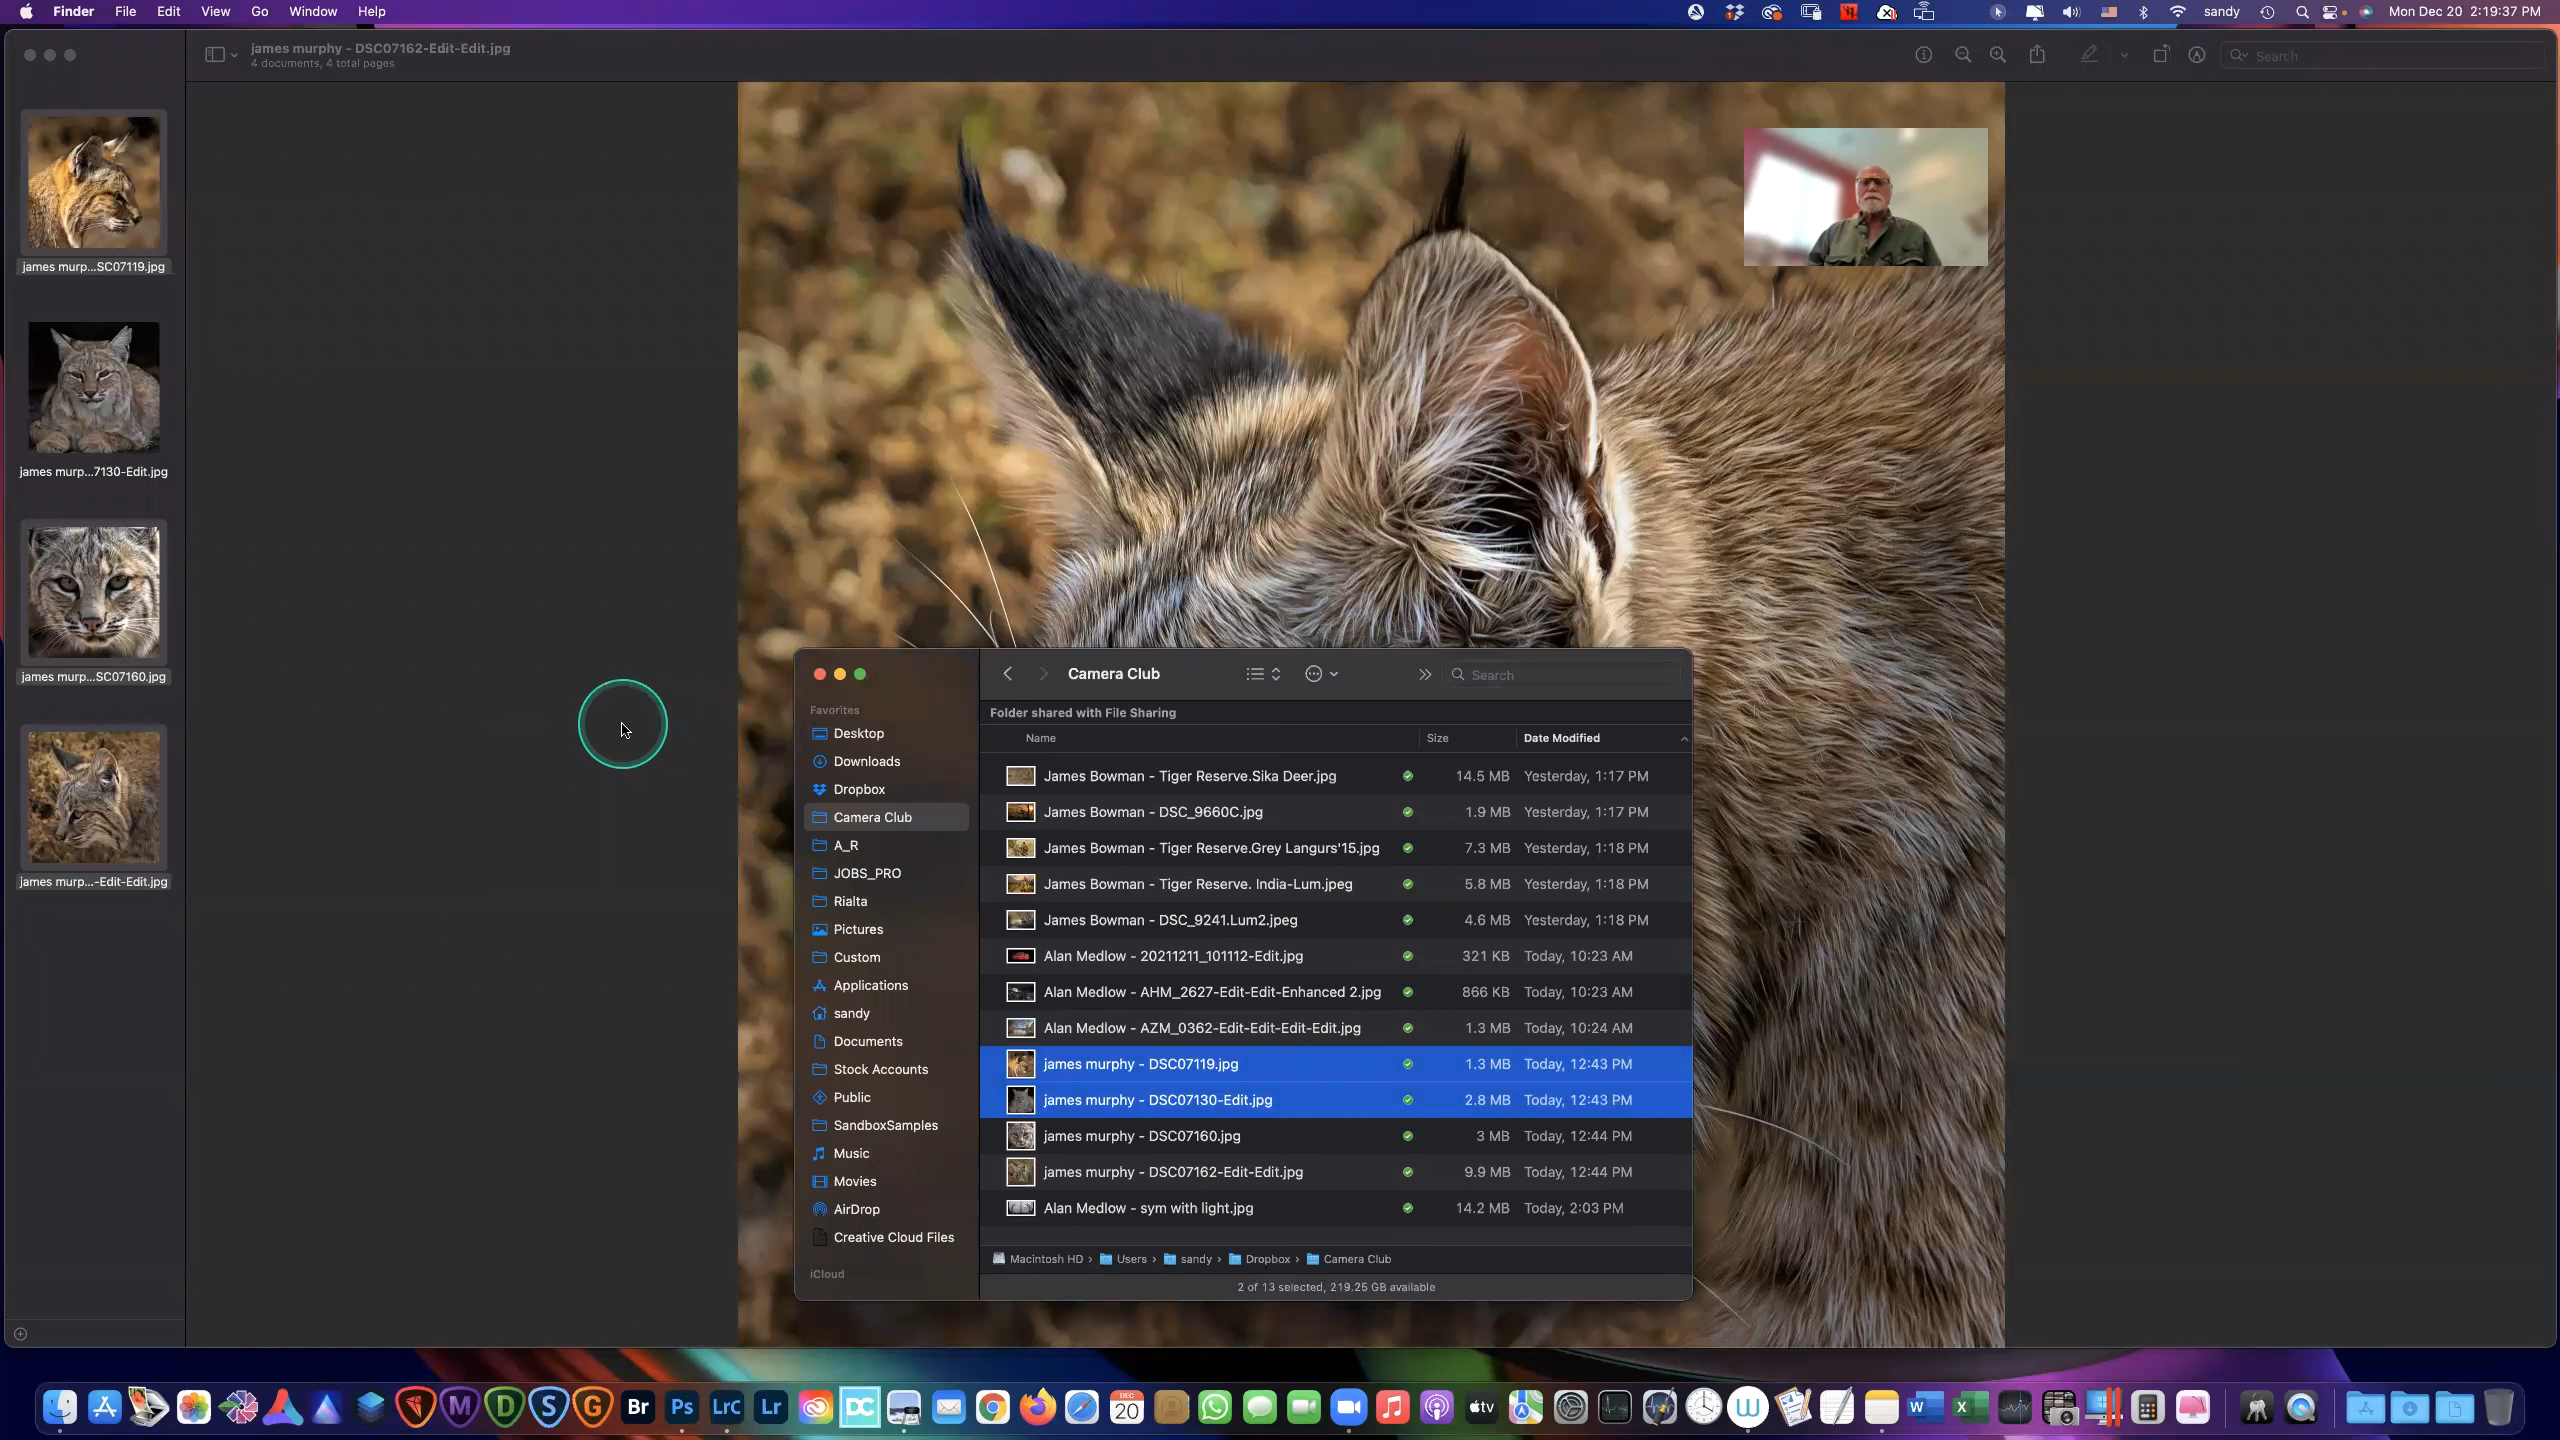 Finder File Edit View Go Window Help
sandy Mon Dec 20 2:19:37 PM
james murphy - DSC07162-Edit-Edit.jpg
4 documents, 4 total pages
Search
james murp...SC07119.jpg
james murp...7130-Edit.jpg
james murp...SC07160.jpg
james murp...-Edit-Edit.jpg
Camera Club
Search
Folder shared with File Sharing
Name Size Date Modified
Favorites
Desktop
Downloads
Dropbox
Camera Club
A_R
JOBS_PRO
Rialta
Pictures
Custom
Applications
sandy
Documents
Stock Accounts
Public
SandboxSamples
Music
Movies
AirDrop
Creative Cloud Files
iCloud
James Bowman - Tiger Reserve.Sika Deer.jpg 14.5 MB Yesterday, 1:17 PM
James Bowman - DSC_9660C.jpg 1.9 MB Yesterday, 1:17 PM
James Bowman - Tiger Reserve.Grey Langurs'15.jpg 7.3 MB Yesterday, 1:18 PM
James Bowman - Tiger Reserve. India-Lum.jpeg 5.8 MB Yesterday, 1:18 PM
James Bowman - DSC_9241.Lum2.jpeg 4.6 MB Yesterday, 1:18 PM
Alan Medlow - 20211211_101112-Edit.jpg 321 KB Today, 10:23 AM
Alan Medlow - AHM_2627-Edit-Edit-Enhanced 2.jpg 866 KB Today, 10:23 AM
Alan Medlow - AZM_0362-Edit-Edit-Edit-Edit.jpg 1.3 MB Today, 10:24 AM
james murphy - DSC07119.jpg 1.3 MB Today, 12:43 PM
james murphy - DSC07130-Edit.jpg 2.8 MB Today, 12:43 PM
james murphy - DSC07160.jpg 3 MB Today, 12:44 PM
james murphy - DSC07162-Edit-Edit.jpg 9.9 MB Today, 12:44 PM
Alan Medlow - sym with light.jpg 14.2 MB Today, 2:03 PM
Macintosh HD › Users › sandy › Dropbox › Camera Club
2 of 13 selected, 219.25 GB available
M D S G Br Ps LrC Lr DC DEC 20 tv W X